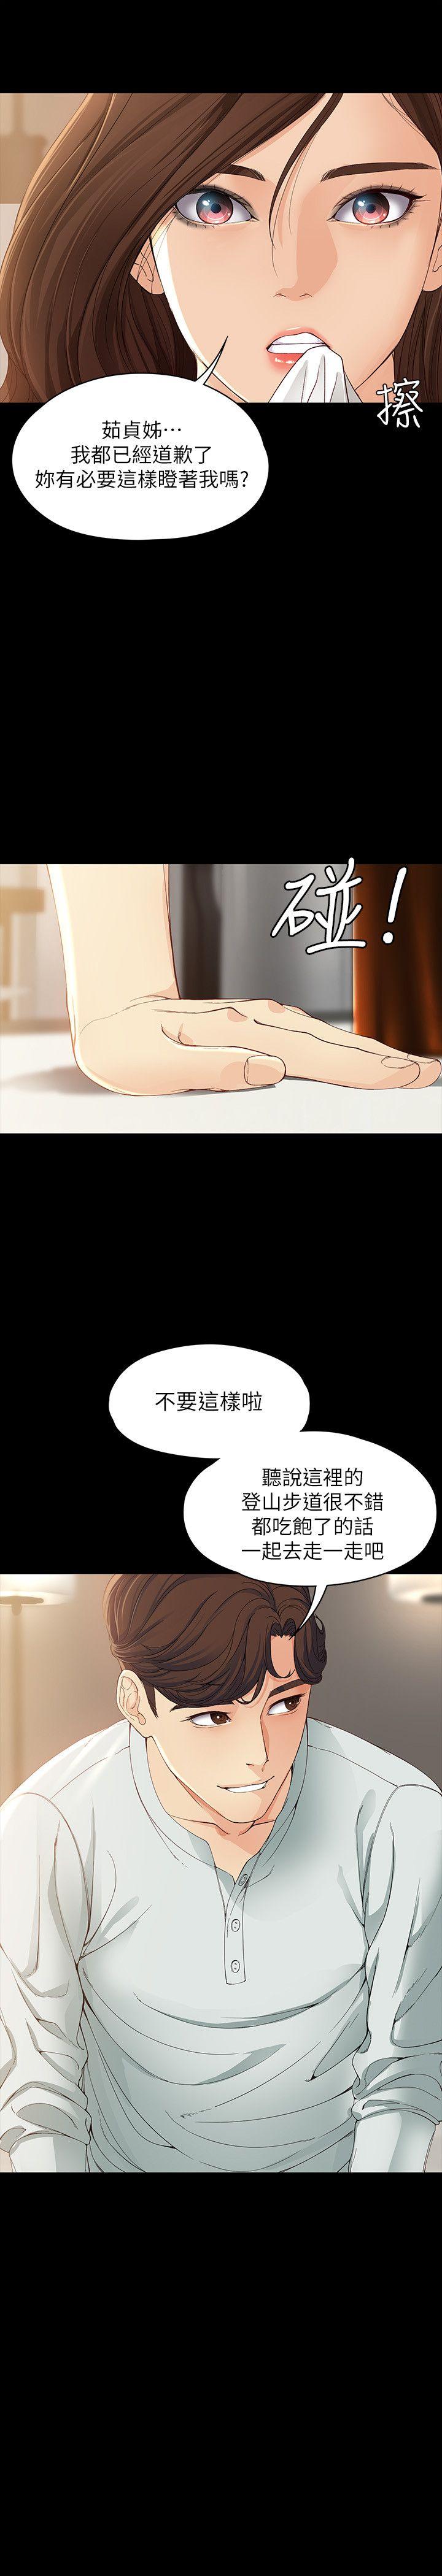 擦
茹貞姊…
我都已經道歉了
妳有必要這樣瞪著我嗎?
碰!
不要這樣啦
聽說這裡的
登山步道很不錯
都吃飽了的話
一起去走一走吧